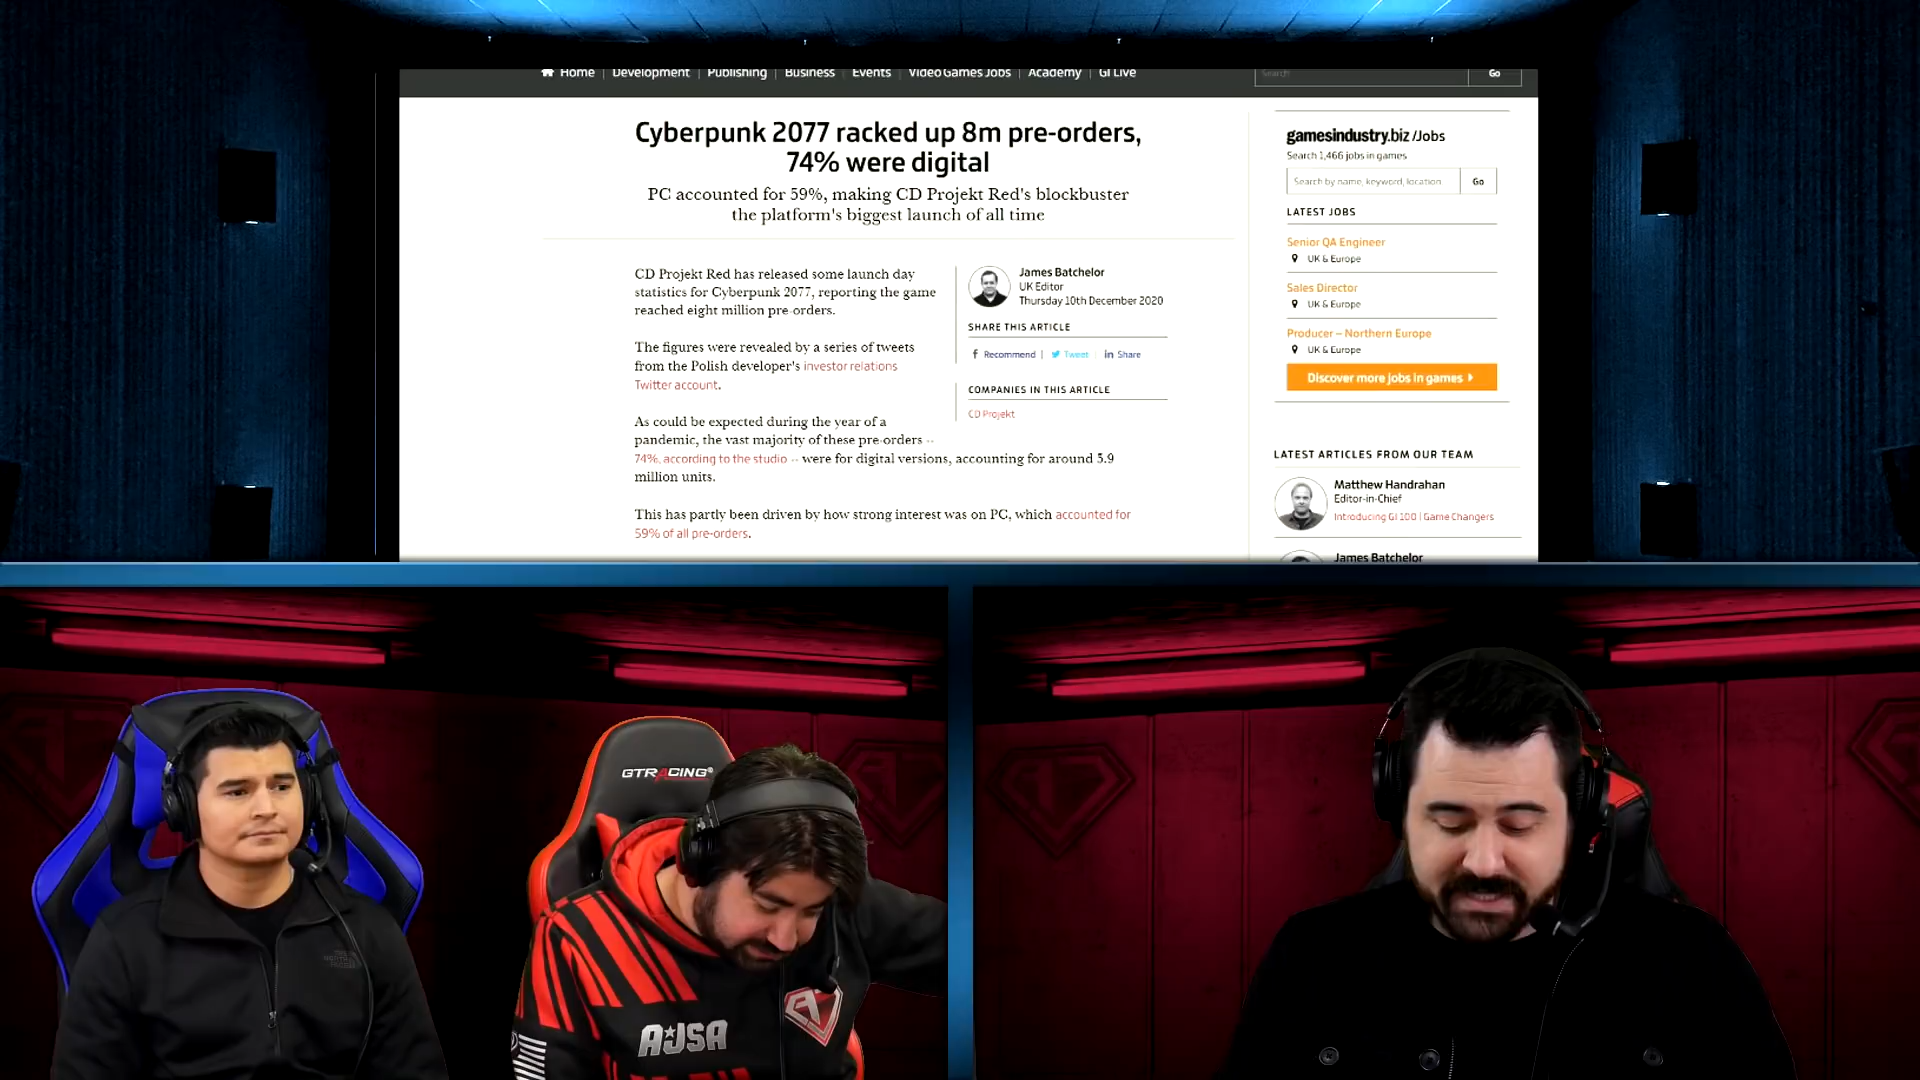 Home | Development | Publishing | Business | Events | Video Games Jobs | Academy | GI Live
Search
Go
Cyberpunk 2077 racked up 8m pre-orders,
74% were digital
PC accounted for 59%, making CD Projekt Red's blockbuster
the platform's biggest launch of all time
CD Projekt Red has released some launch day
statistics for Cyberpunk 2077, reporting the game
reached eight million pre-orders.
The figures were revealed by a series of tweets
from the Polish developer's investor relations
Twitter account.
As could be expected during the year of a
pandemic, the vast majority of these pre-orders --
74%, according to the studio -- were for digital versions, accounting for around 5.9
million units.
This has partly been driven by how strong interest was on PC, which accounted for
59% of all pre-orders.
James Batchelor
UK Editor
Thursday 10th December 2020
SHARE THIS ARTICLE
Recommend | Tweet | Share
COMPANIES IN THIS ARTICLE
CD Projekt
gamesindustry.biz /Jobs
Search 1,466 jobs in games
Search by name, keyword, location.
Go
LATEST JOBS
Senior QA Engineer
UK & Europe
Sales Director
UK & Europe
Producer – Northern Europe
UK & Europe
Discover more jobs in games
LATEST ARTICLES FROM OUR TEAM
Matthew Handrahan
Editor-in-Chief
Introducing GI 100 | Game Changers
James Batchelor
GTRACING®
AJSA